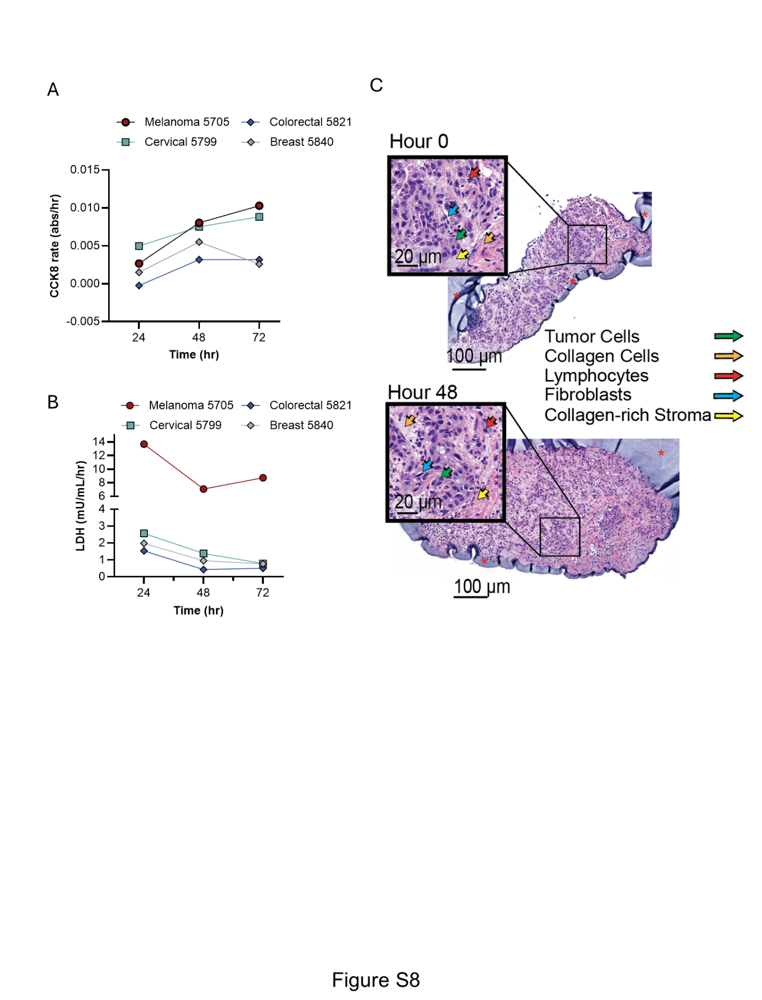 A
Melanoma 5705
Colorectal 5821
Cervical 5799
Breast 5840
0.015
0.010
0.005
0.000
-0.005
CCK8 rate (abs/hr)
24 48 72
Time (hr)
B
Melanoma 5705
Colorectal 5821
Cervical 5799
Breast 5840
14
12
10
8
6
4
3
2
1
0
LDH (mU/mL/hr)
24 48 72
Time (hr)
C
Hour 0
20 µm
*
*
*
100 µm
Tumor Cells
Collagen Cells
Lymphocytes
Fibroblasts
Collagen-rich Stroma
Hour 48
20 µm
*
*
100 µm
Figure S8